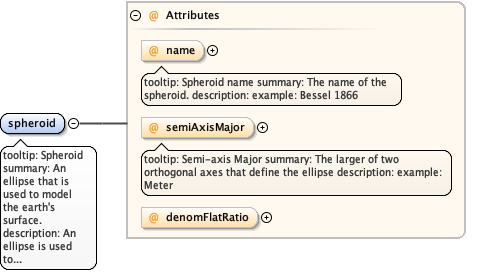 @ Attributes
@ name
tooltip: Spheroid name summary: The name of the
spheroid. description: example: Bessel 1866
spheroid
@ semiAxisMajor
tooltip: Semi-axis Major summary: The larger of two
orthogonal axes that define the ellipse description: example:
Meter
tooltip: Spheroid
summary: An
ellipse that is
used to model
the earth's
surface.
description: An
ellipse is used
to...
@ denomFlatRatio